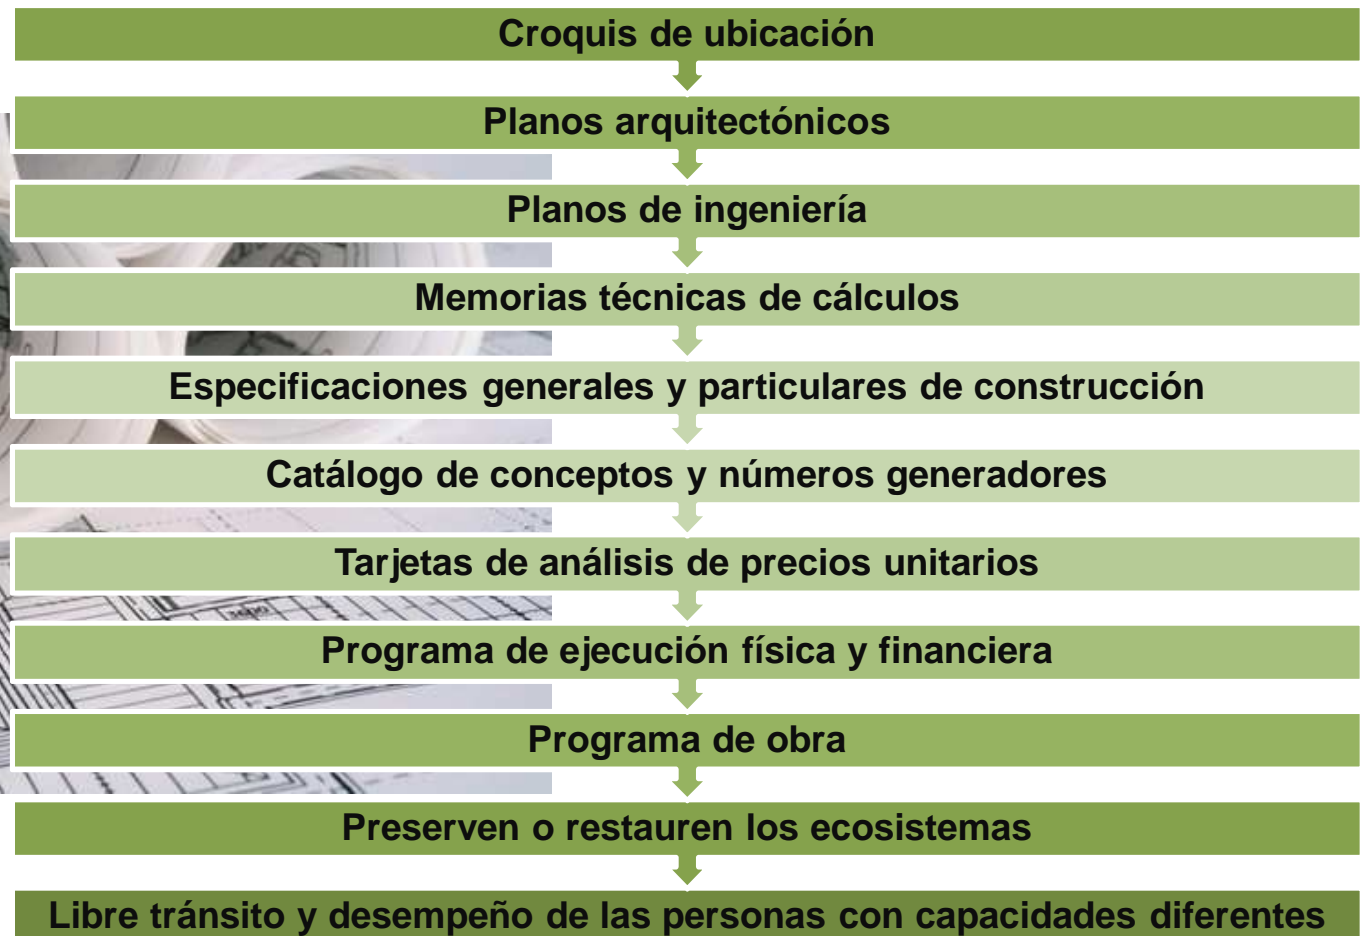 Croquis de ubicación
Planos arquitectónicos
Planos de ingeniería
Memorias técnicas de cálculos
Especificaciones generales y particulares de construcción
Catálogo de conceptos y números generadores
Tarjetas de análisis de precios unitarios
Programa de ejecución física y financiera
Programa de obra
Preserven o restauren los ecosistemas
Libre tránsito y desempeño de las personas con capacidades diferentes